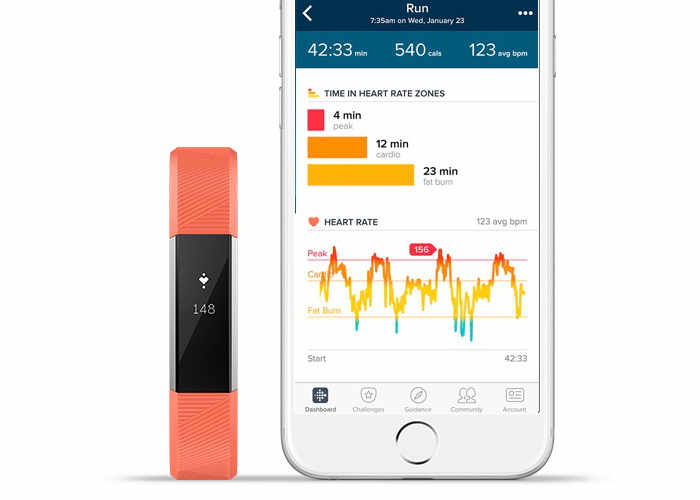 Run
7:35am on Wed, January 23
42:33 min 540 cals 123 avg bpm
TIME IN HEART RATE ZONES
4 min
peak
12 min
cardio
23 min
fat burn
HEART RATE 123 avg bpm
156
Peak
Cardio
Fat Burn
148
Start 42:33
Dashboard Challenges Guidance Community Account